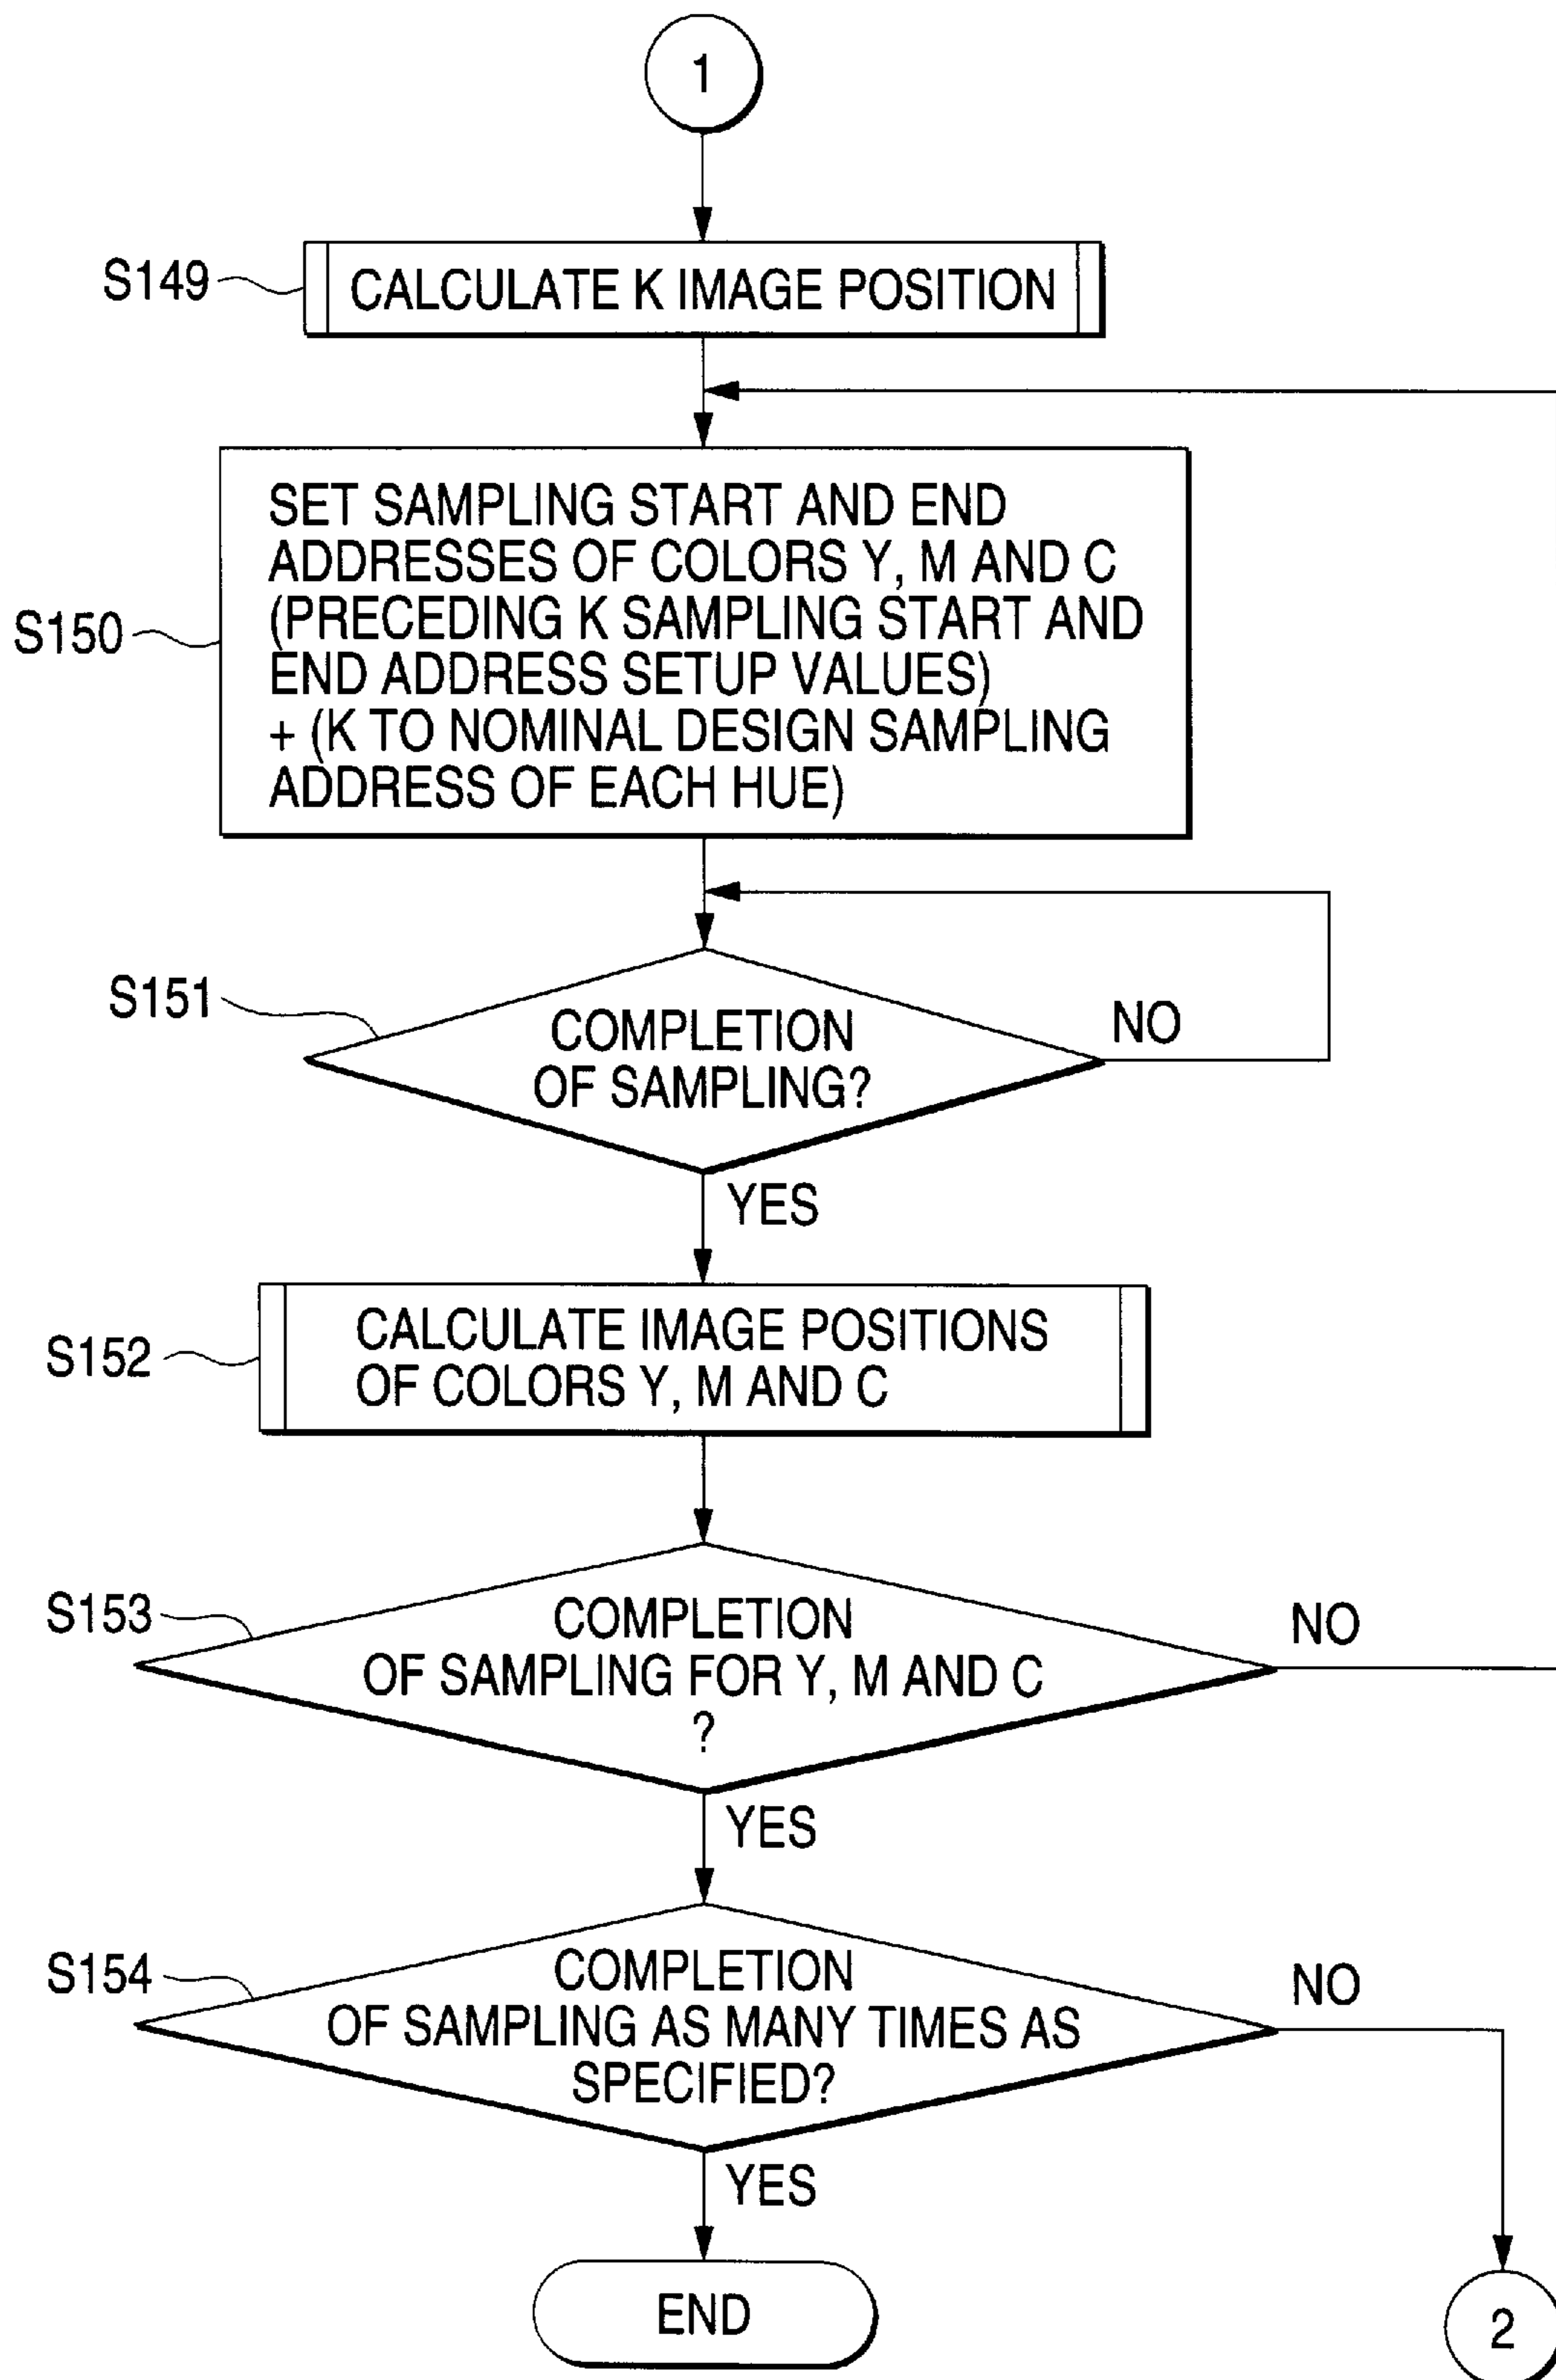 1
S149
CALCULATE K IMAGE POSITION
S150
SET SAMPLING START AND END
ADDRESSES OF COLORS Y, M AND C
(PRECEDING K SAMPLING START AND
END ADDRESS SETUP VALUES)
+ (K TO NOMINAL DESIGN SAMPLING
ADDRESS OF EACH HUE)
S151
COMPLETION
OF SAMPLING?
NO
YES
S152
CALCULATE IMAGE POSITIONS
OF COLORS Y, M AND C
S153
COMPLETION
OF SAMPLING FOR Y, M AND C
?
NO
YES
S154
COMPLETION
OF SAMPLING AS MANY TIMES AS
SPECIFIED?
NO
YES
END
2